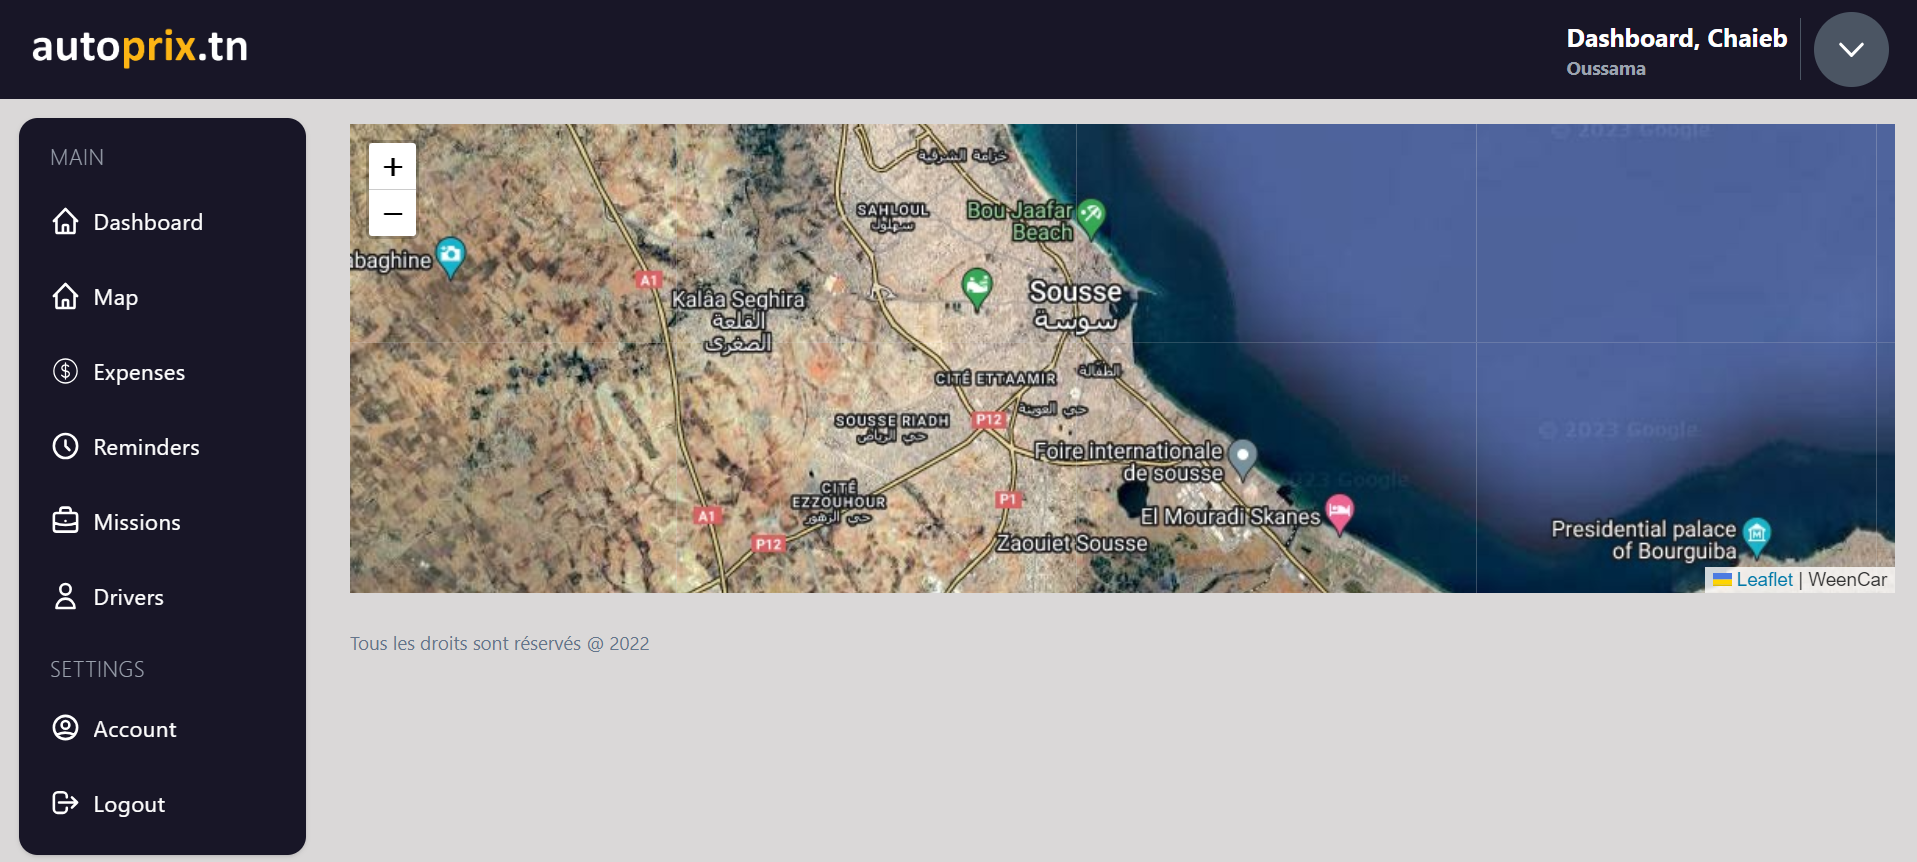 autoprix.tn
Dashboard, Chaieb
Oussama
MAIN
Dashboard
Map
Expenses
Reminders
Missions
Drivers
SETTINGS
Account
Logout
+
−
© 2023 Google
خزامة الشرقية
SAHLOUL
سهلول
Bou Jaafar
Beach
abaghine
A1
Kalâa Seghira
القلعة
الصغرى
Sousse
سوسة
CITÉ ETTAAMIR
الطفالة
حي العوينة
SOUSSE RIADH
حي الرياض
P12
© 2023 Google
Foire internationale
de sousse
2023 Google
CITÉ
EZZOUHOUR
حي الزهور
P1
A1
El Mouradi Skanes
P12
Zaouiet Sousse
Presidential palace
of Bourguiba
Leaflet | WeenCar
Tous les droits sont réservés @ 2022